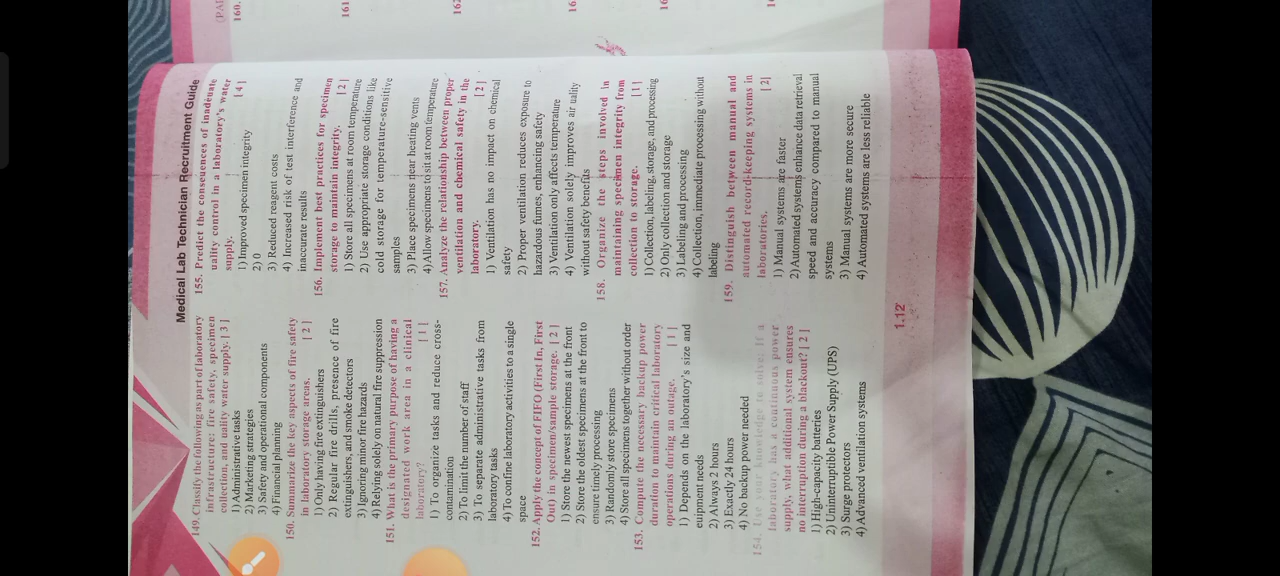 Medical Lab Technician Recruitment Guide
149. Classify the following as part of laboratory
infrastructure: fire safety, specimen
collection, and uality water supply. [ 3 ]
1) Administrative tasks
2) Marketing strategies
3) Safety and operational components
4) Financial planning
150. Summarize the key aspects of fire safety
in laboratory storage areas. [ 2 ]
1) Only having fire extinguishers
2) Regular fire drills, presence of fire
extinguishers, and smoke detectors
3) Ignoring minor fire hazards
4) Relying solely on natural fire suppression
151. What is the primary purpose of having a
designated work area in a clinical
laboratory? [ 1 ]
1) To organize tasks and reduce cross-
contamination
2) To limit the number of staff
3) To separate administrative tasks from
laboratory tasks
4) To confine laboratory activities to a single
space
152. Apply the concept of FIFO (First In, First
Out) in specimen/sample storage. [ 2 ]
1) Store the newest specimens at the front
2) Store the oldest specimens at the front to
ensure timely processing
3) Randomly store specimens
4) Store all specimens together without order
153. Compute the necessary backup power
duration to maintain critical laboratory
operations during an outage. [ 1 ]
1) Depends on the laboratory's size and
euipment needs
2) Always 2 hours
3) Exactly 24 hours
4) No backup power needed
154. Use your knowledge to solve: If a
laboratory has a continuous power
supply, what additional system ensures
no interruption during a blackout? [ 2 ]
1) High-capacity batteries
2) Uninterruptible Power Supply (UPS)
3) Surge protectors
4) Advanced ventilation systems
155. Predict the conseuences of inadeuate
uality control in a laboratory's water
supply. [ 4 ]
1) Improved specimen integrity
2) 0
3) Reduced reagent costs
4) Increased risk of test interference and
inaccurate results
156. Implement best practices for specimen
storage to maintain integrity. [ 2 ]
1) Store all specimens at room temperature
2) Use appropriate storage conditions like
cold storage for temperature-sensitive
samples
3) Place specimens near heating vents
4) Allow specimens to sit at room temperature
157. Analyze the relationship between proper
ventilation and chemical safety in the
laboratory. [ 2 ]
1) Ventilation has no impact on chemical
safety
2) Proper ventilation reduces exposure to
hazardous fumes, enhancing safety
3) Ventilation only affects temperature
4) Ventilation solely improves air uality
without safety benefits
158. Organize the steps involved in
maintaining specimen integrity from
collection to storage. [ 1 ]
1) Collection, labeling, storage, and processing
2) Only collection and storage
3) Labeling and processing
4) Collection, immediate processing without
labeling
159. Distinguish between manual and
automated record-keeping systems in
laboratories. [ 2 ]
1) Manual systems are faster
2) Automated systems enhance data retrieval
speed and accuracy compared to manual
systems
3) Manual systems are more secure
4) Automated systems are less reliable
1.12
160.
161